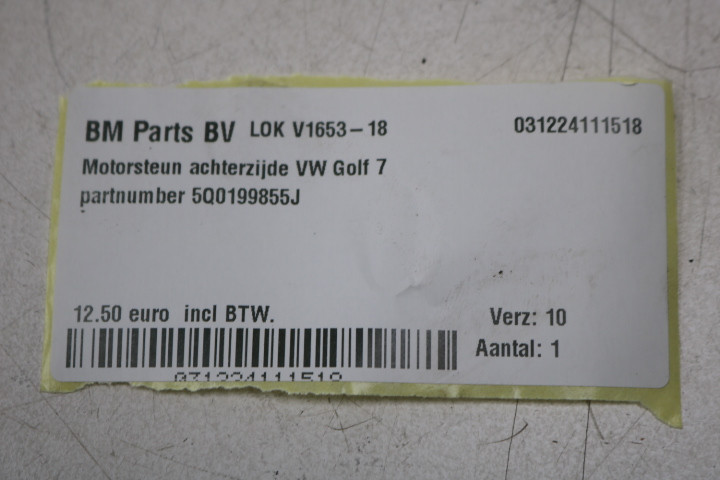 BM Parts BV LOK V1653-18 031224111518
Motorsteun achterzijde VW Golf 7
partnumber 5Q0199855J
12.50 euro incl BTW.
Verz: 10
Aantal: 1
031224111518